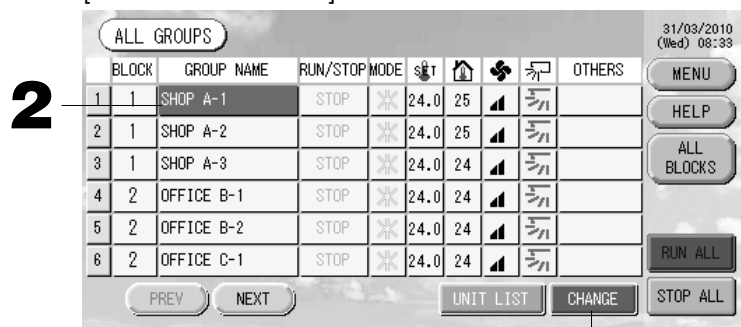 ALL GROUPS
31/03/2010
(Wed) 08:33
BLOCK GROUP NAME RUN/STOP MODE SET OTHERS
MENU
2
1 1 SHOP A-1 STOP 24.0 25
HELP
2 1 SHOP A-2 STOP 24.0 25
ALL
BLOCKS
3 1 SHOP A-3 STOP 24.0 24
4 2 OFFICE B-1 STOP 24.0 24
5 2 OFFICE B-2 STOP 24.0 24
6 2 OFFICE C-1 STOP 24.0 24
RUN ALL
PREV NEXT UNIT LIST CHANGE STOP ALL